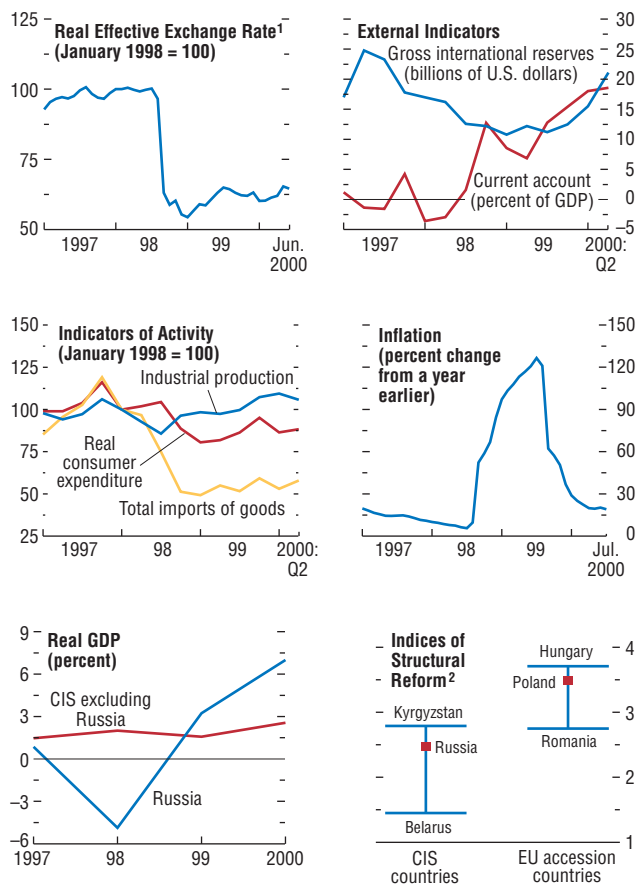 Real Effective Exchange Rate¹
(January 1998 = 100)
125
100
75
50
1997
98
99
Jun.
2000
External Indicators
Gross international reserves
(billions of U.S. dollars)
Current account
(percent of GDP)
30
25
20
15
10
5
0
–5
1997
98
99
2000:
Q2
Indicators of Activity
(January 1998 = 100)
Industrial production
Real
consumer
expenditure
Total imports of goods
150
125
100
75
50
25
1997
98
99
2000:
Q2
Inflation
(percent change
from a year
earlier)
150
120
90
60
30
0
1997
98
99
Jul.
2000
Real GDP
(percent)
CIS excluding
Russia
Russia
9
6
3
0
–3
–6
1997
98
99
2000
Indices of
Structural
Reform²
Hungary
Poland
Romania
Kyrgyzstan
Russia
Belarus
4
3
2
1
CIS
countries
EU accession
countries